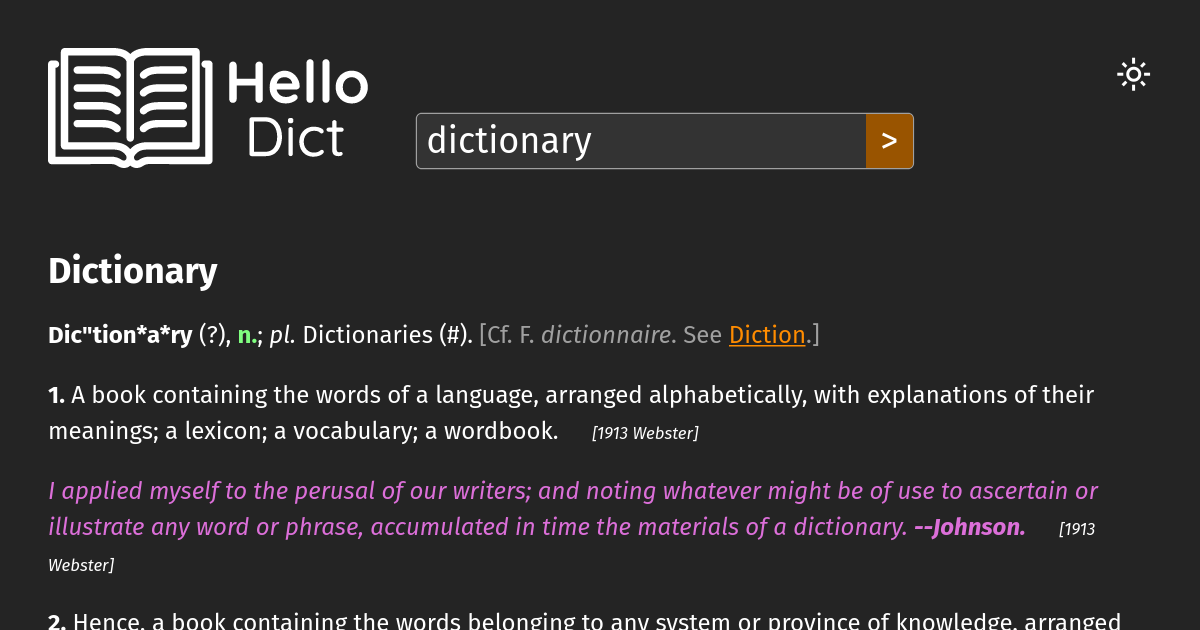 Hello
Dict
dictionary >
Dictionary
Dic"tion*a*ry (?), n.; pl. Dictionaries (#). [Cf. F. dictionnaire. See Diction.]
1. A book containing the words of a language, arranged alphabetically, with explanations of their
meanings; a lexicon; a vocabulary; a wordbook. [1913 Webster]
I applied myself to the perusal of our writers; and noting whatever might be of use to ascertain or
illustrate any word or phrase, accumulated in time the materials of a dictionary. --Johnson. [1913
Webster]
2. Hence, a book containing the words belonging to any system or province of knowledge, arranged